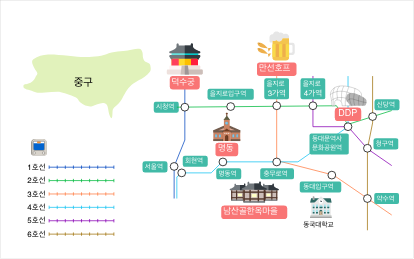 중구
덕수궁
만선호프
을지로입구역
을지로
3가역
을지로
4가역
DDP
신당역
시청역
동대문역사
문화공원역
청구역
명동
서울역
회현역
명동역
충무로역
동대입구역
약수역
남산골한옥마을
동국대학교
1호선
2호선
3호선
4호선
5호선
6호선